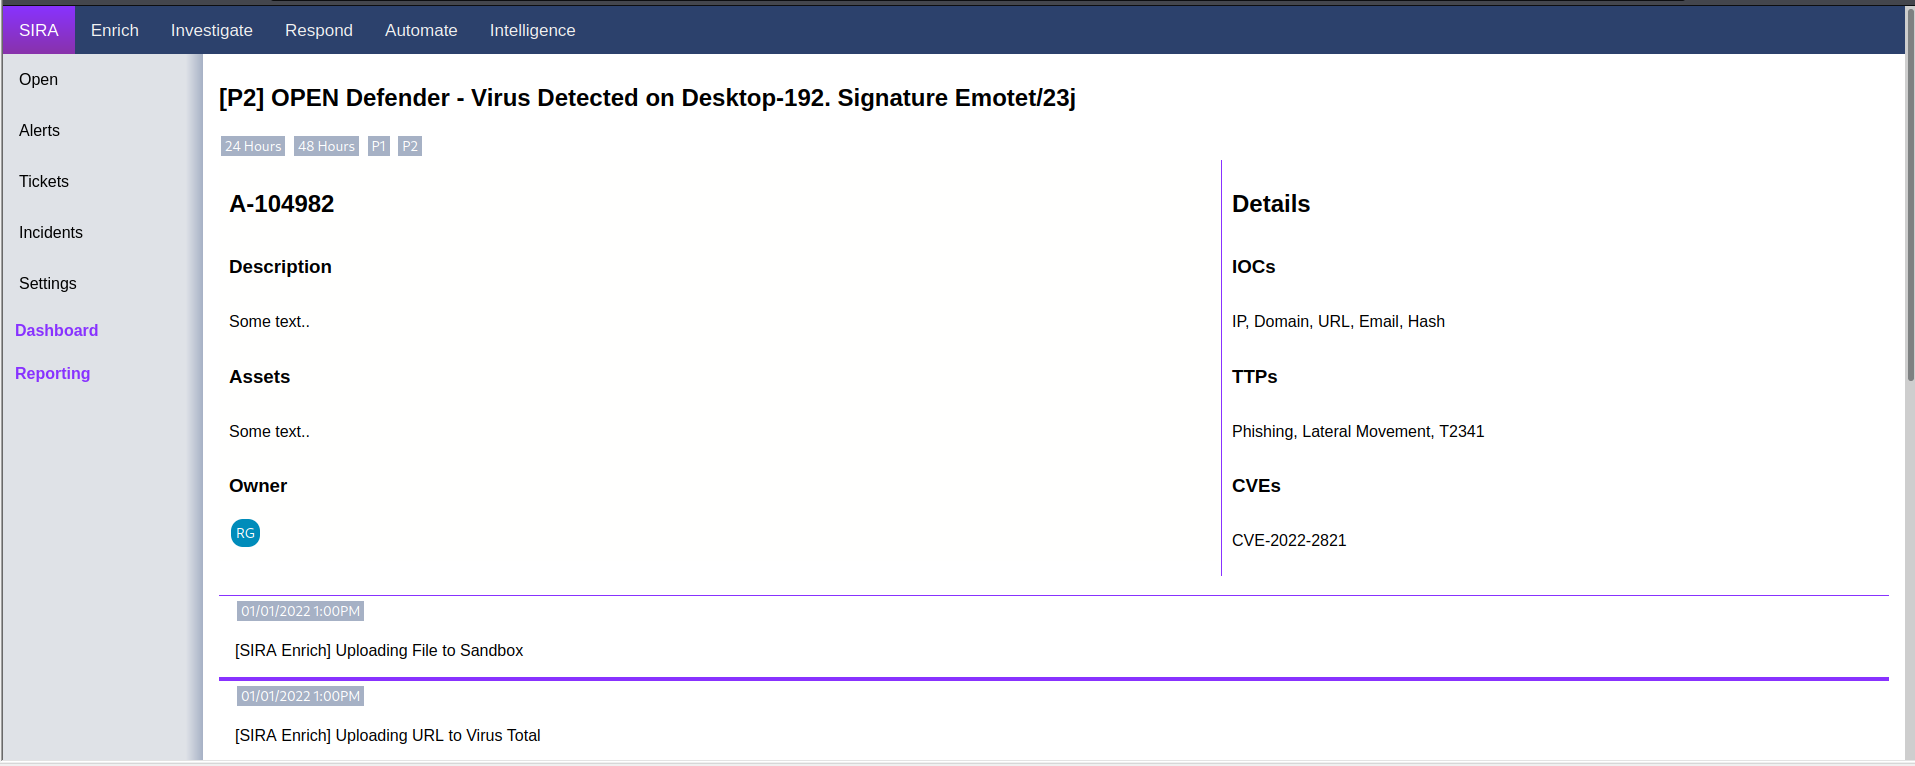 SIRA Enrich Investigate Respond Automate Intelligence
Open
Alerts
Tickets
Incidents
Settings
Dashboard
Reporting
[P2] OPEN Defender - Virus Detected on Desktop-192. Signature Emotet/23j
24 Hours 48 Hours P1 P2
A-104982
Description
Some text..
Assets
Some text..
Owner
RG
Details
IOCs
IP, Domain, URL, Email, Hash
TTPs
Phishing, Lateral Movement, T2341
CVEs
CVE-2022-2821
01/01/2022 1:00PM
[SIRA Enrich] Uploading File to Sandbox
01/01/2022 1:00PM
[SIRA Enrich] Uploading URL to Virus Total